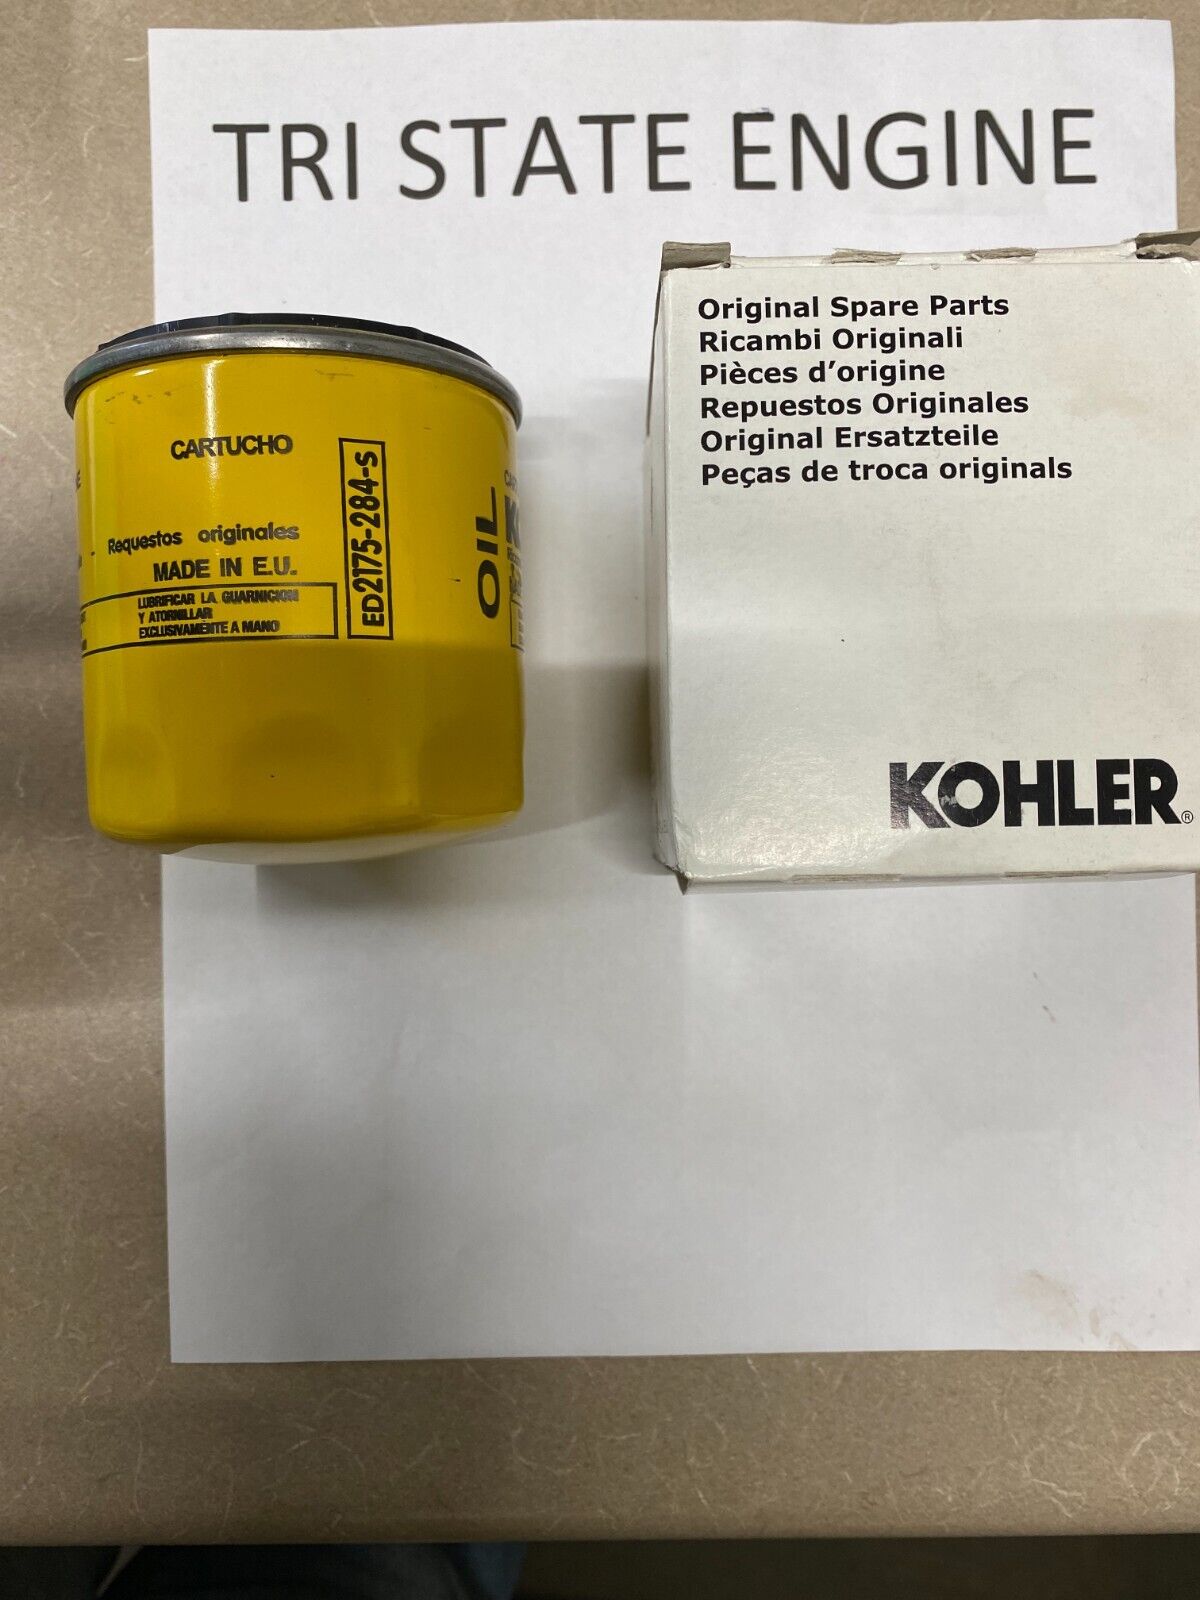 TRI STATE ENGINE
CARTUCHO
Requestos originales
MADE IN E.U.
LUBRIFICAR LA GUARNICION
Y ATORNILLAR
EXCLUSIVAMENTE A MANO
ED2175-284-S
OIL
Original Spare Parts
Ricambi Originali
Pièces d'origine
Repuestos Originales
Original Ersatzteile
Peças de troca originals
KOHLER®